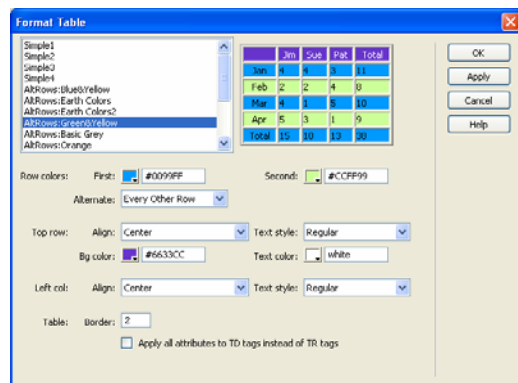 Format Table
Simple1
Simple2
Simple3
Simple4
AltRows:Blue&Yellow
AltRows:Earth Colors
AltRows:Earth Colors2
AltRows:Green&Yellow
AltRows:Basic Grey
AltRows:Orange
Jim Sue Pat Total
Jan 4 4 3 11
Feb 2 2 4 8
Mar 4 1 5 10
Apr 5 3 1 9
Total 15 10 13 38
OK
Apply
Cancel
Help
Row colors: First: #0099FF Second: #CCFF99
Alternate: Every Other Row
Top row: Align: Center Text style: Regular
Bg color: #6633CC Text color: white
Left col: Align: Center Text style: Regular
Table: Border: 2
Apply all attributes to TD tags instead of TR tags